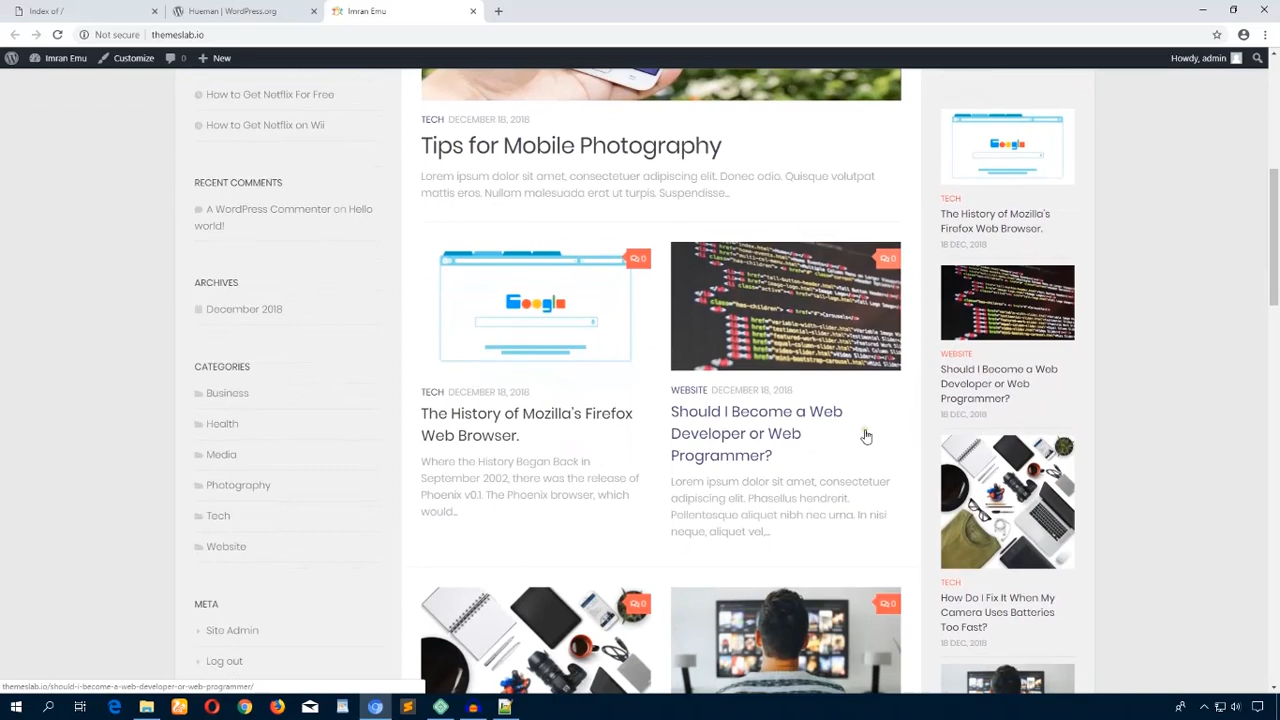 Index of /
Hueman | WordPress.org
Imran Emu
Not secure | themeslab.io
Customize
0
New
Howdy, admin
Imran Emu
How to Get Netflix For Free
How to Get Netflix on Wii
RECENT COMMENTS
A WordPress Commenter on Hello
world!
ARCHIVES
December 2018
CATEGORIES
Business
Health
Media
Photography
Tech
Website
META
Site Admin
Log out
TECH DECEMBER 18, 2018
Tips for Mobile Photography
Lorem ipsum dolor sit amet, consectetuer adipiscing elit. Donec odio. Quisque volutpat
mattis eros. Nullam malesuada erat ut turpis. Suspendisse...
0
Google
TECH DECEMBER 18, 2018
The History of Mozilla's Firefox
Web Browser.
Where the History Began Back in
September 2002, there was the release of
Phoenix v0.1. The Phoenix browser, which
would...
0
WEBSITE DECEMBER 18, 2018
Should I Become a Web
Developer or Web
Programmer?
Lorem ipsum dolor sit amet, consectetuer
adipiscing elit. Phasellus hendrerit.
Pellentesque aliquet nibh nec urna. In nisi
neque, aliquet vel,...
0
0
Google
TECH
The History of Mozilla's
Firefox Web Browser.
18 DEC, 2018
WEBSITE
Should I Become a Web
Developer or Web
Programmer?
18 DEC, 2018
TECH
How Do I Fix It When My
Camera Uses Batteries
Too Fast?
18 DEC, 2018
themeslab.io/should-i-become-a-web-developer-or-web-programmer/